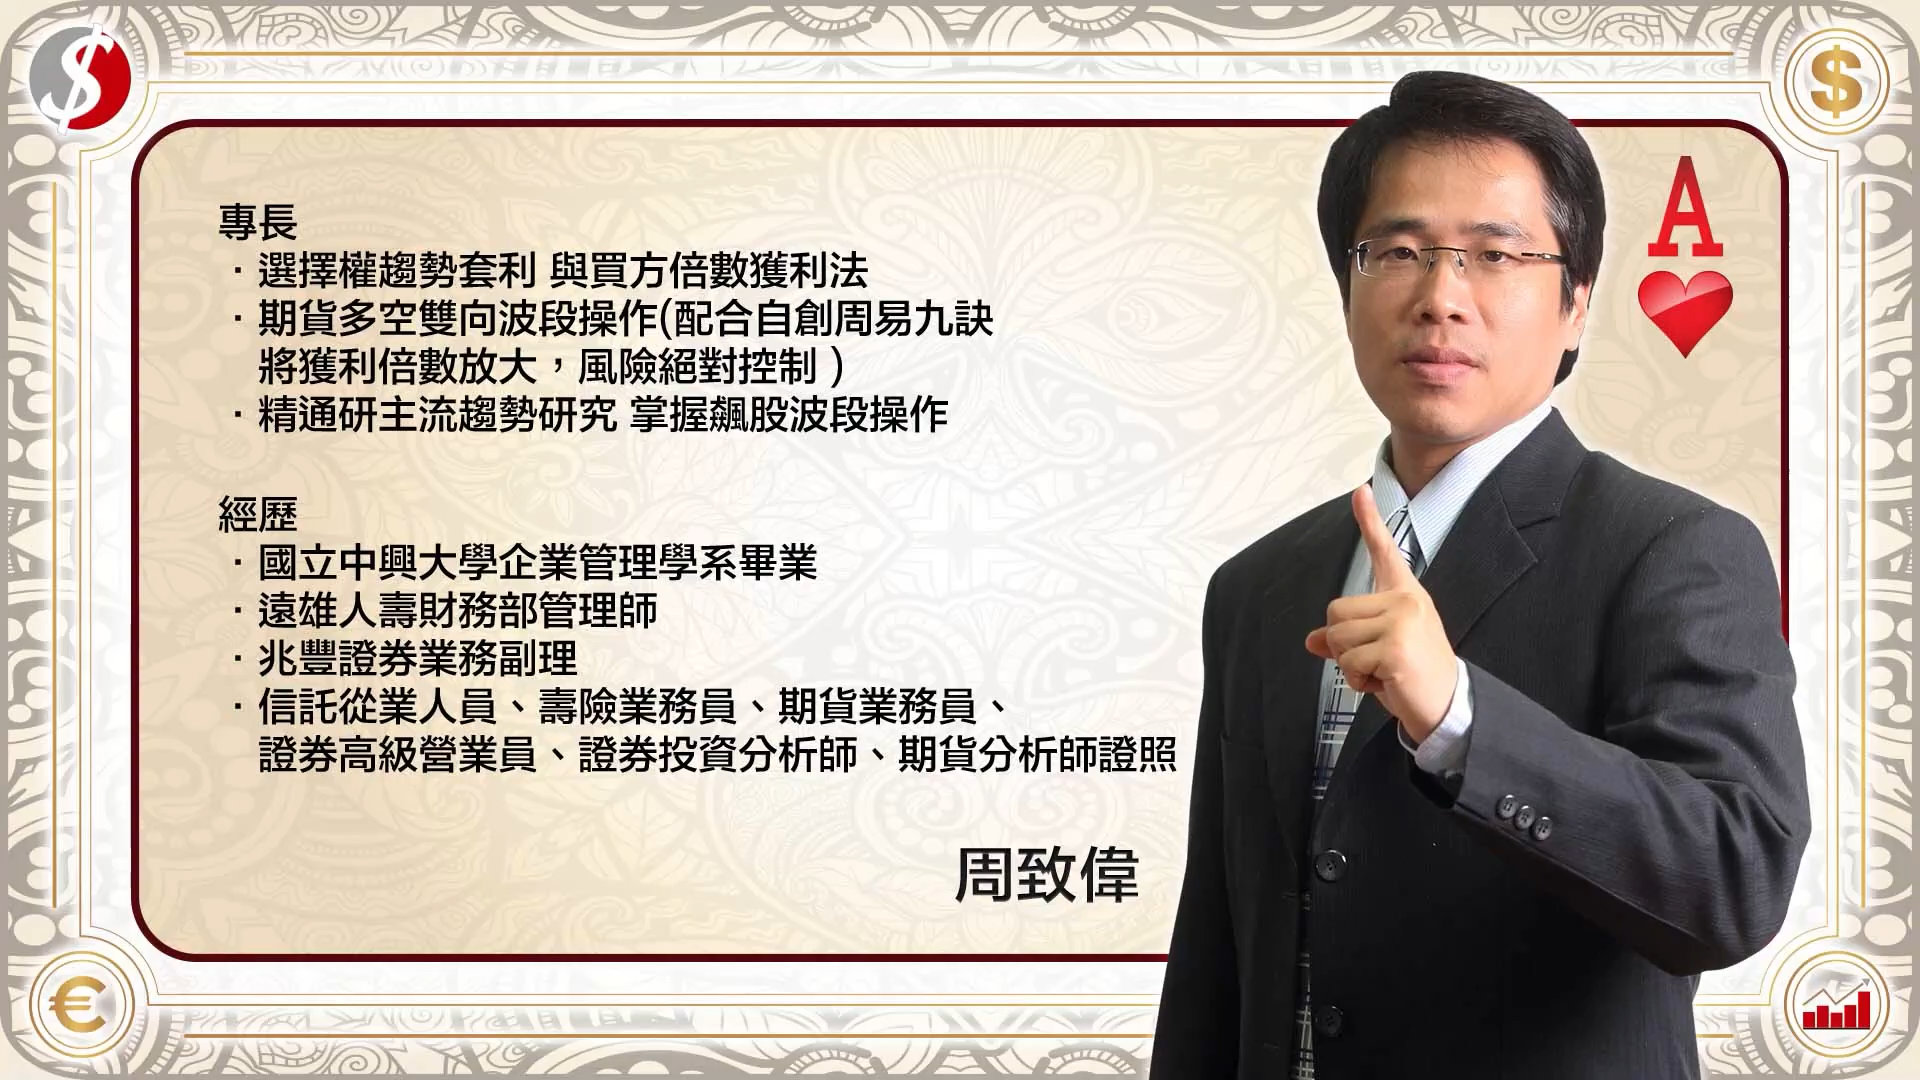 專長
·選擇權趨勢套利 與買方倍數獲利法
·期貨多空雙向波段操作(配合自創周易九訣
將獲利倍數放大，風險絕對控制 )
·精通研主流趨勢研究 掌握飆股波段操作
經歷
·國立中興大學企業管理學系畢業
·遠雄人壽財務部管理師
·兆豐證券業務副理
·信託從業人員、壽險業務員、期貨業務員、
證券高級營業員、證券投資分析師、期貨分析師證照
周致偉
A
$
$
€